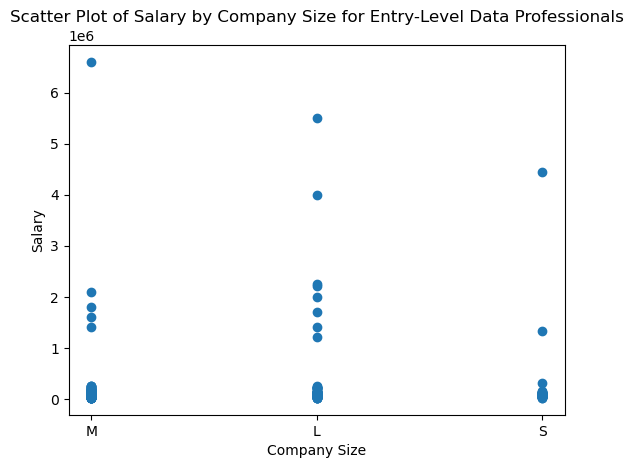 Scatter Plot of Salary by Company Size for Entry-Level Data Professionals
1e6
6
5
4
3
2
1
0
Salary
M L S
Company Size